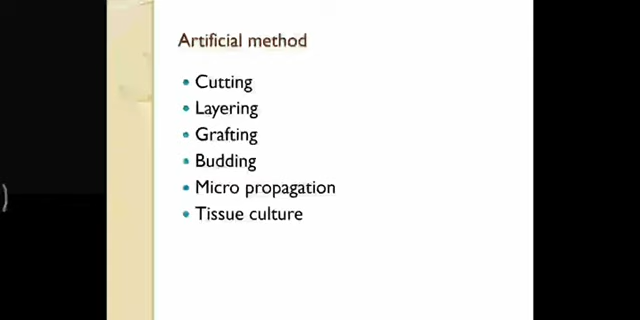 Artificial method
• Cutting
• Layering
• Grafting
• Budding
• Micro propagation
• Tissue culture